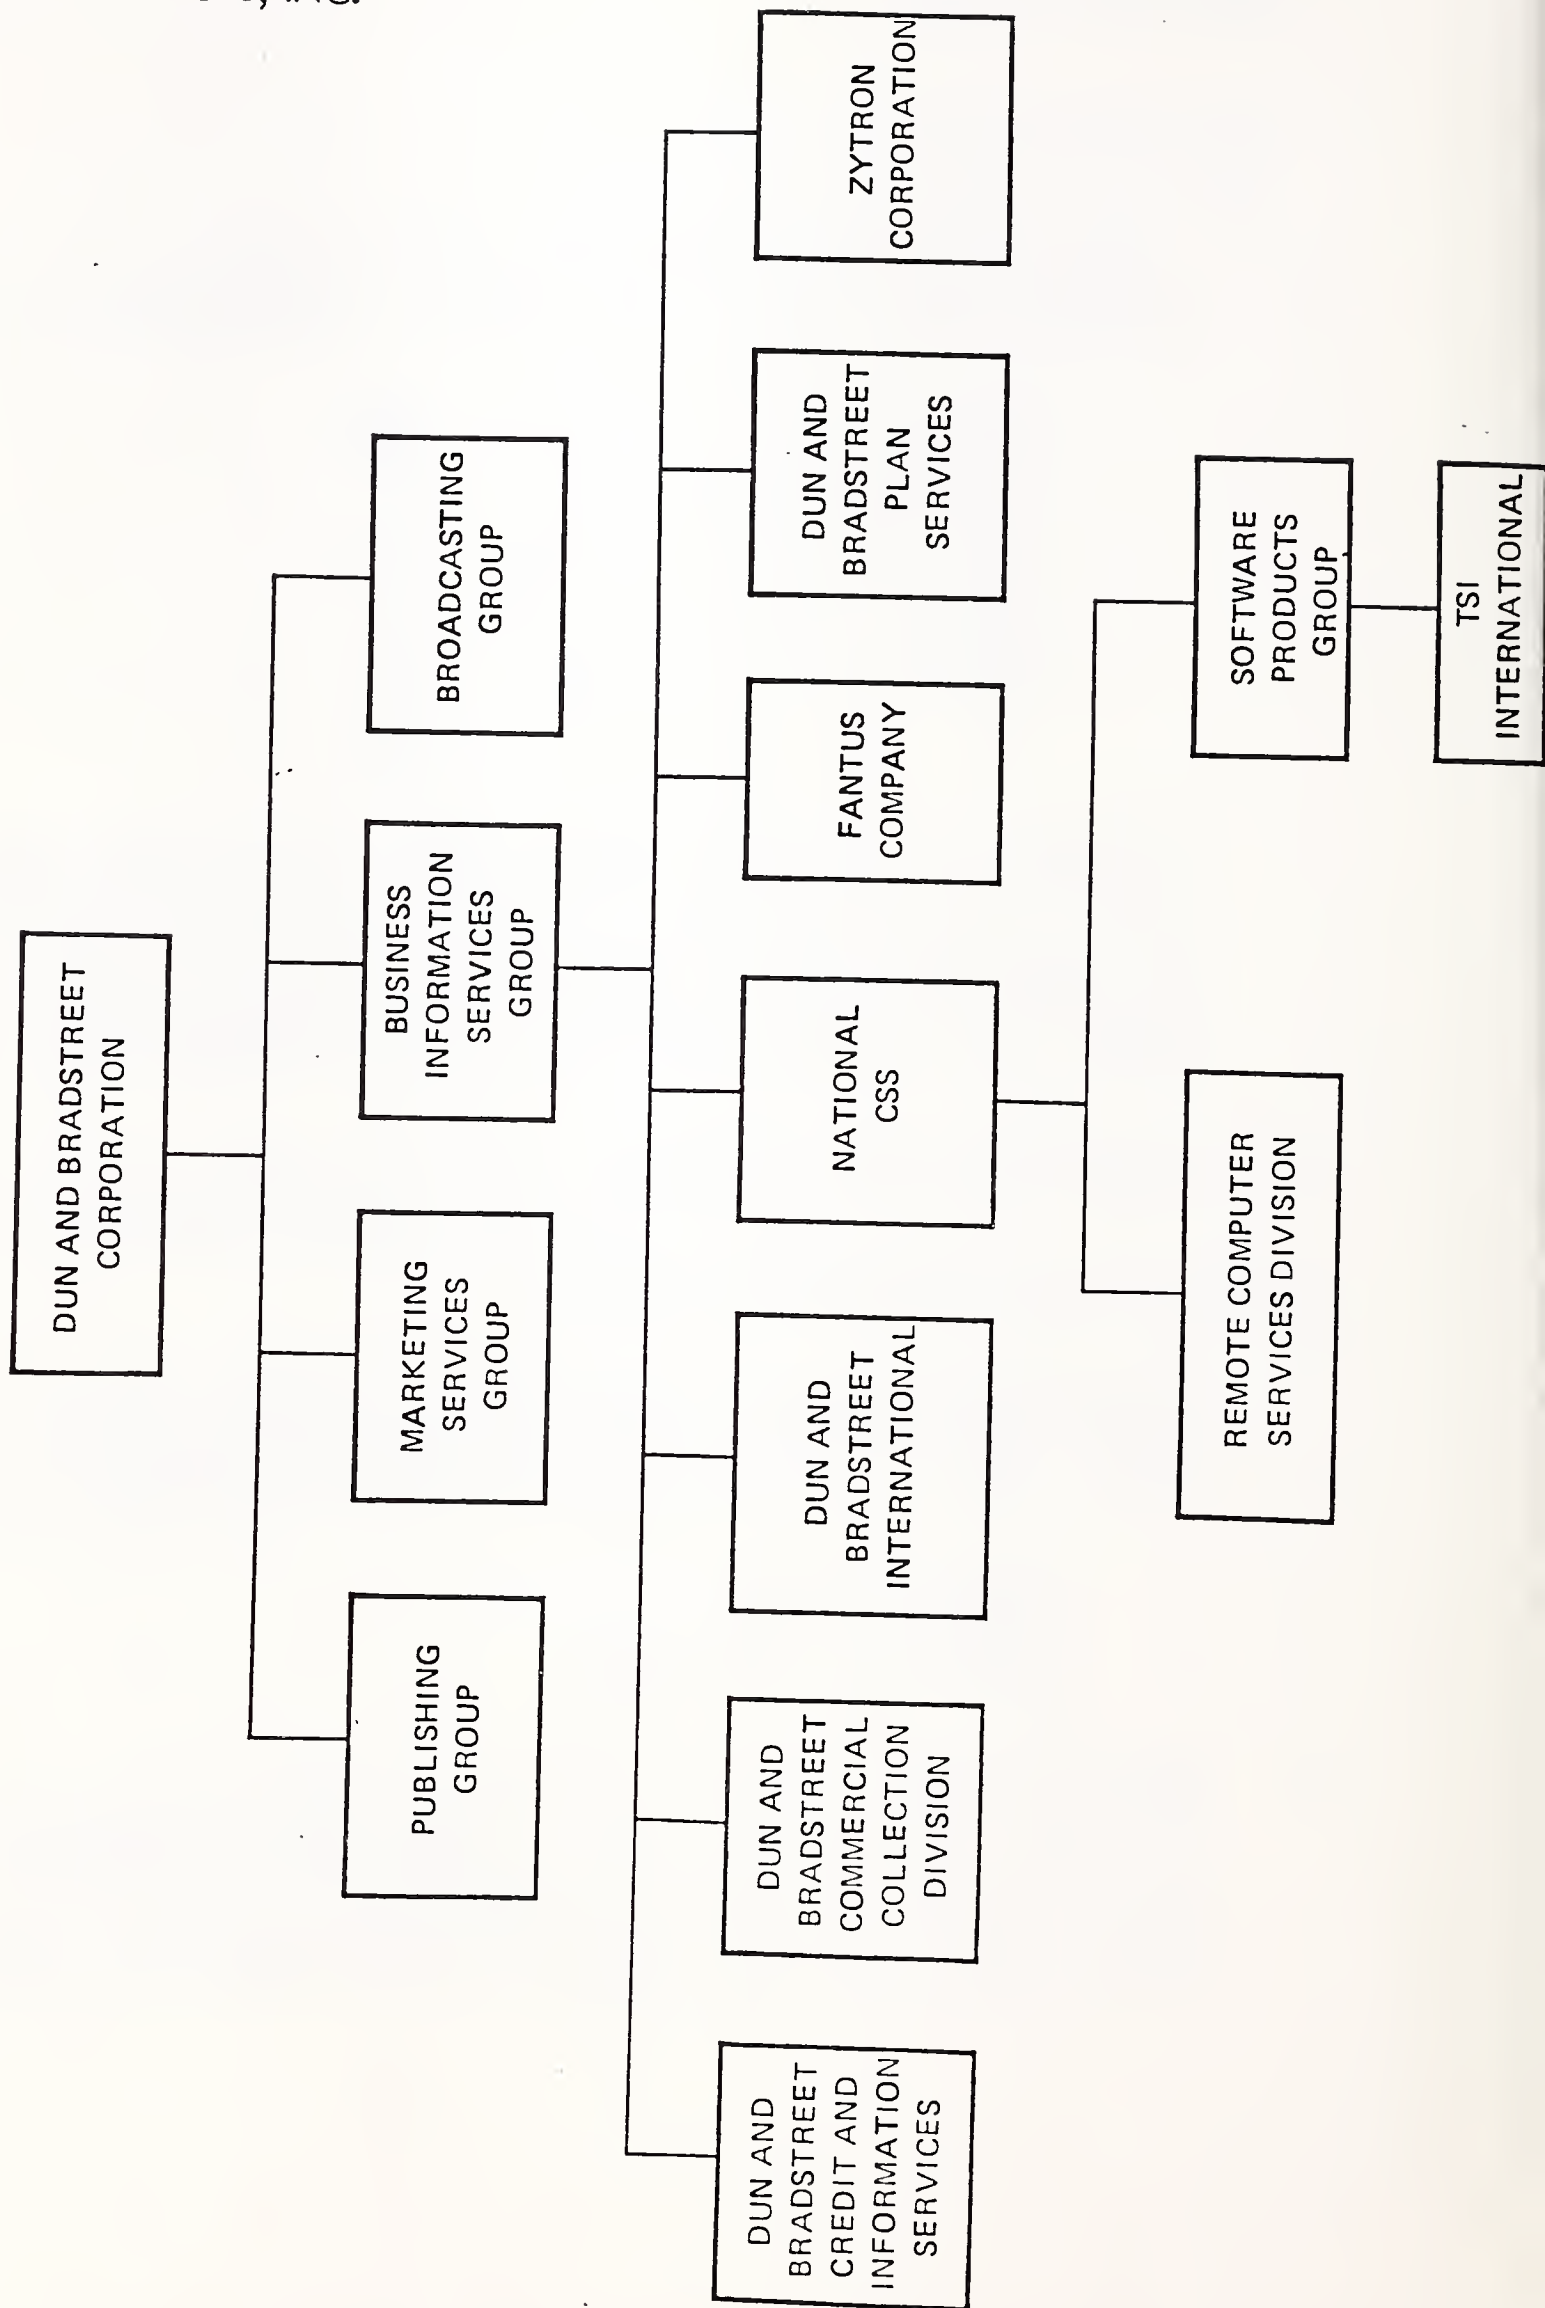 DUN AND BRADSTREET
CORPORATION
PUBLISHING
GROUP
MARKETING
SERVICES
GROUP
BUSINESS
INFORMATION
SERVICES
GROUP
BROADCASTING
GROUP
DUN AND
BRADSTREET
CREDIT AND
INFORMATION
SERVICES
DUN AND
BRADSTREET
COMMERCIAL
COLLECTION
DIVISION
DUN AND
BRADSTREET
INTERNATIONAL
NATIONAL
CSS
FANTUS
COMPANY
DUN AND
BRADSTREET
PLAN
SERVICES
ZYTRON
CORPORATION
REMOTE COMPUTER
SERVICES DIVISION
SOFTWARE
PRODUCTS
GROUP
TSI
INTERNATIONAL